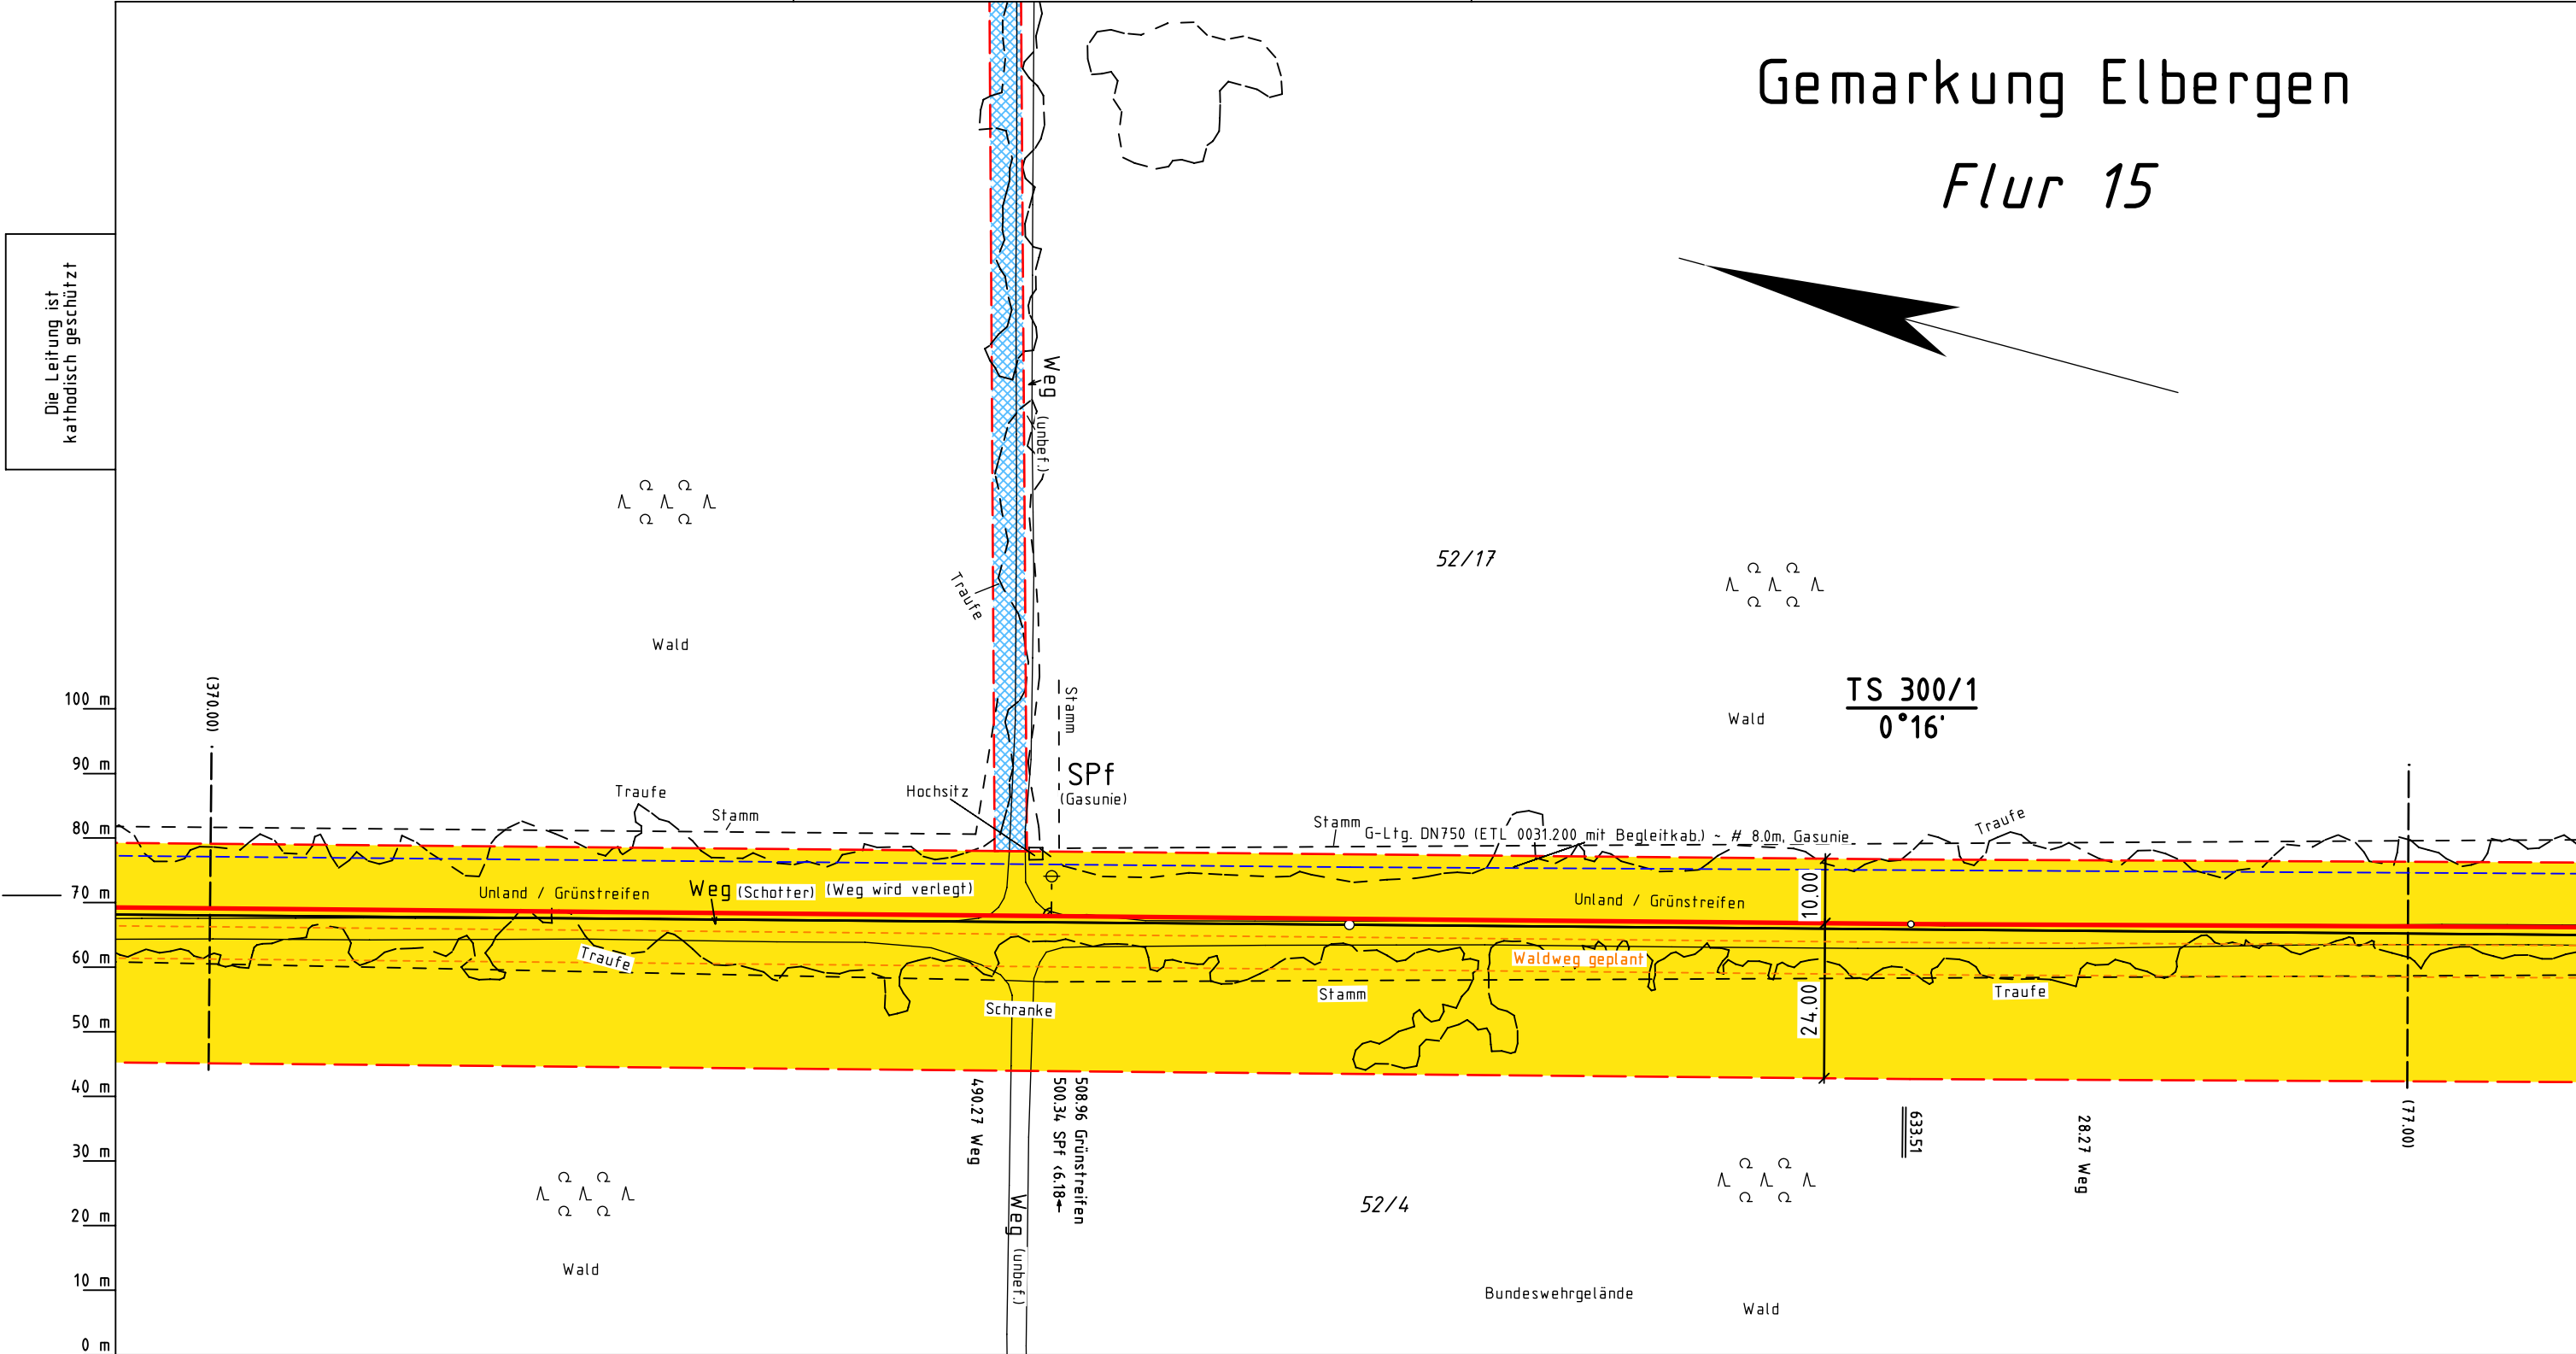 Gemarkung Elbergen
Flur 15
Die Leitung ist
kathodisch geschützt
Weg
(unbef.)
52/17
Traufe
Wald
(370.00)
Stamm
TS 300/1
0°16'
Wald
SPf
(Gasunie)
Hochsitz
Traufe
Stamm
Stamm
G-Ltg. DN750 (ETL 0031.200 mit Begleitkab.) ~ # 8.0m, Gasunie
Traufe
100 m
90 m
80 m
70 m
60 m
50 m
40 m
30 m
20 m
10 m
0 m
Unland / Grünstreifen
Weg (Schotter) (Weg wird verlegt)
Unland / Grünstreifen
10.00
Traufe
Waldweg geplant
Schranke
Stamm
24.00
Traufe
490.27 Weg
500.34 SPf <6.18
508.96 Grünstreifen
633.51
28.27 Weg
(77.00)
Weg
(unbef.)
52/4
Wald
Bundeswehrgelände
Wald